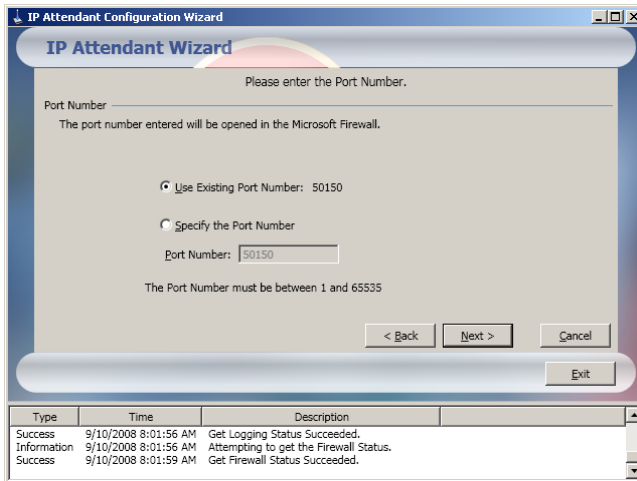 IP Attendant Configuration Wizard
IP Attendant Wizard
Please enter the Port Number.
Port Number
The port number entered will be opened in the Microsoft Firewall.
Use Existing Port Number: 50150
Specify the Port Number
Port Number: 50150
The Port Number must be between 1 and 65535
< Back Next > Cancel
Exit
Type Time Description
Success 9/10/2008 8:01:56 AM Get Logging Status Succeeded.
Information 9/10/2008 8:01:56 AM Attempting to get the Firewall Status.
Success 9/10/2008 8:01:59 AM Get Firewall Status Succeeded.